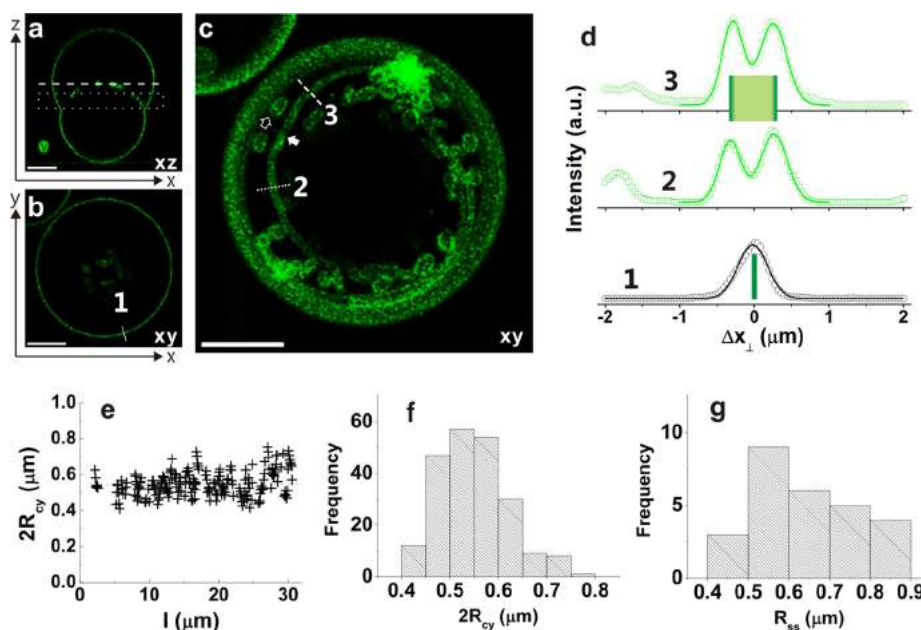 a
z
x
xz
b
y
x
1
xy
c
3
2
xy
d
Intensity (a.u.)
3
2
1
-2 -1 0 1 2
Δx⊥ (μm)
e
2Rcy (μm)
1.0
0.8
0.6
0.4
0.2
0.0
0 10 20 30
l (μm)
f
Frequency
60
40
20
0
0.4 0.5 0.6 0.7 0.8
2Rcy (μm)
g
Frequency
10
5
0
0.4 0.5 0.6 0.7 0.8 0.9
Rss (μm)